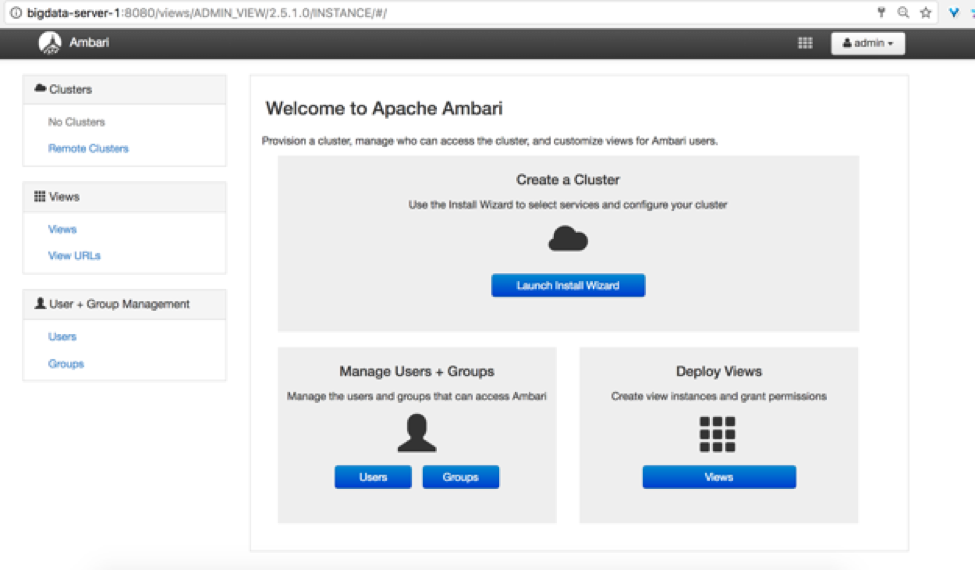 bigdata-server-1:8080/views/ADMIN_VIEW/2.5.1.0/INSTANCE/#/
Ambari
admin
Clusters
No Clusters
Remote Clusters
Views
Views
View URLs
User + Group Management
Users
Groups
Welcome to Apache Ambari
Provision a cluster, manage who can access the cluster, and customize views for Ambari users.
Create a Cluster
Use the Install Wizard to select services and configure your cluster
Launch Install Wizard
Manage Users + Groups
Manage the users and groups that can access Ambari
Users
Groups
Deploy Views
Create view instances and grant permissions
Views